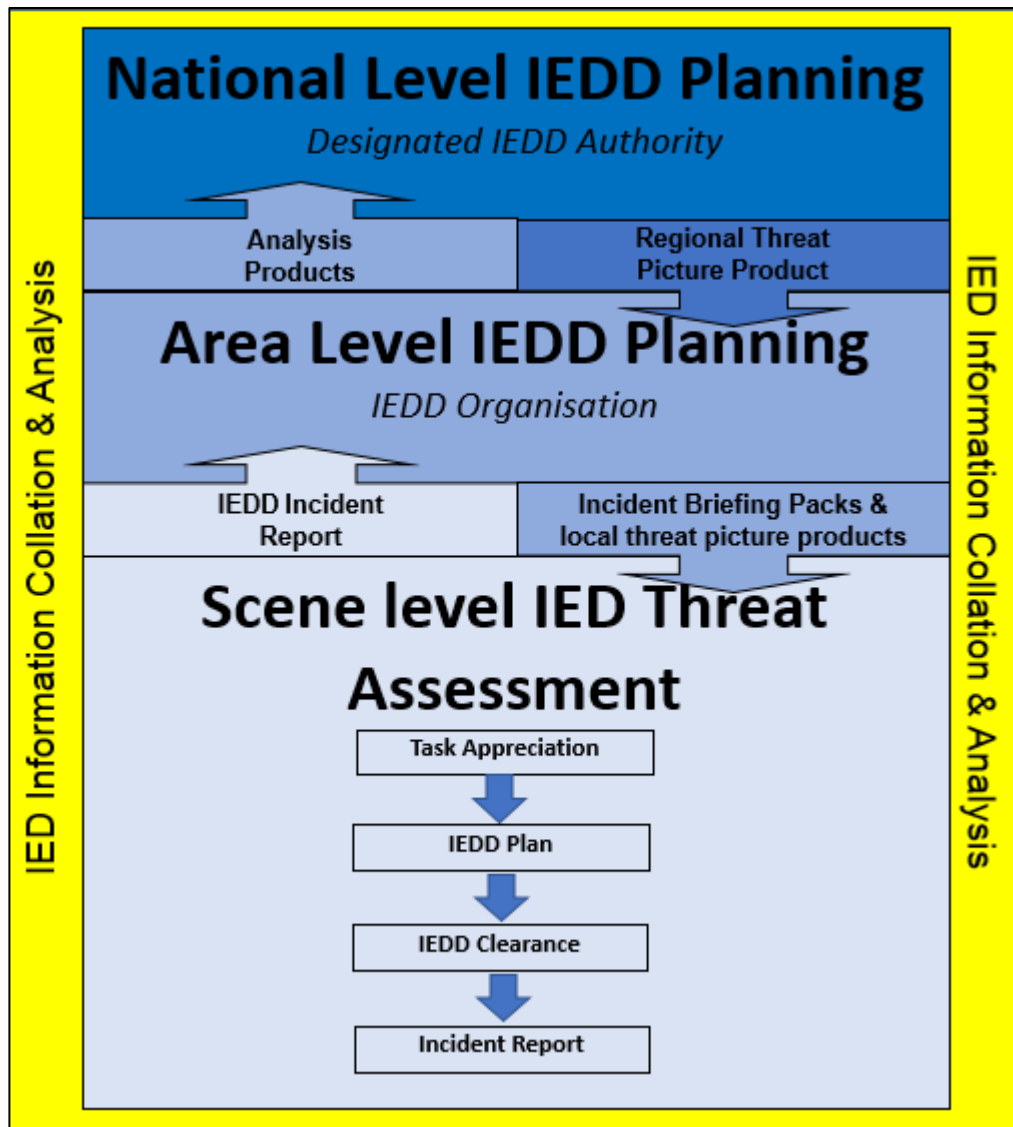 National Level IEDD Planning
Designated IEDD Authority
Analysis
Products
Regional Threat
Picture Product
Area Level IEDD Planning
IEDD Organisation
IEDD Incident
Report
Incident Briefing Packs &
local threat picture products
Scene level IED Threat
Assessment
Task Appreciation
IEDD Plan
IEDD Clearance
Incident Report
IED Information Collation & Analysis
IED Information Collation & Analysis